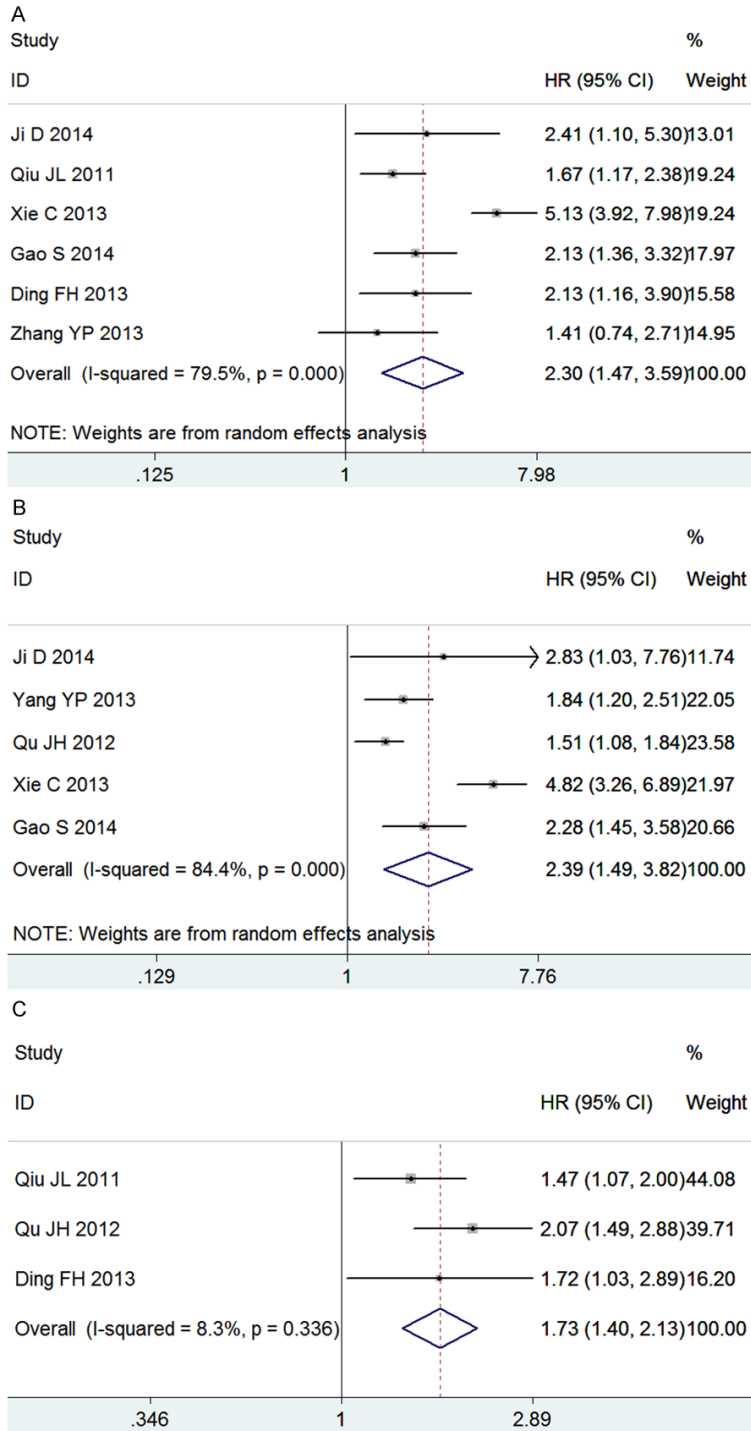 A
Study %
ID HR (95% CI) Weight
Ji D 2014 2.41 (1.10, 5.30)13.01
Qiu JL 2011 1.67 (1.17, 2.38)19.24
Xie C 2013 5.13 (3.92, 7.98)19.24
Gao S 2014 2.13 (1.36, 3.32)17.97
Ding FH 2013 2.13 (1.16, 3.90)15.58
Zhang YP 2013 1.41 (0.74, 2.71)14.95
Overall (I-squared = 79.5%, p = 0.000) 2.30 (1.47, 3.59)100.00
NOTE: Weights are from random effects analysis
.125 1 7.98
B
Study %
ID HR (95% CI) Weight
Ji D 2014 2.83 (1.03, 7.76)11.74
Yang YP 2013 1.84 (1.20, 2.51)22.05
Qu JH 2012 1.51 (1.08, 1.84)23.58
Xie C 2013 4.82 (3.26, 6.89)21.97
Gao S 2014 2.28 (1.45, 3.58)20.66
Overall (I-squared = 84.4%, p = 0.000) 2.39 (1.49, 3.82)100.00
NOTE: Weights are from random effects analysis
.129 1 7.76
C
Study %
ID HR (95% CI) Weight
Qiu JL 2011 1.47 (1.07, 2.00)44.08
Qu JH 2012 2.07 (1.49, 2.88)39.71
Ding FH 2013 1.72 (1.03, 2.89)16.20
Overall (I-squared = 8.3%, p = 0.336) 1.73 (1.40, 2.13)100.00
.346 1 2.89